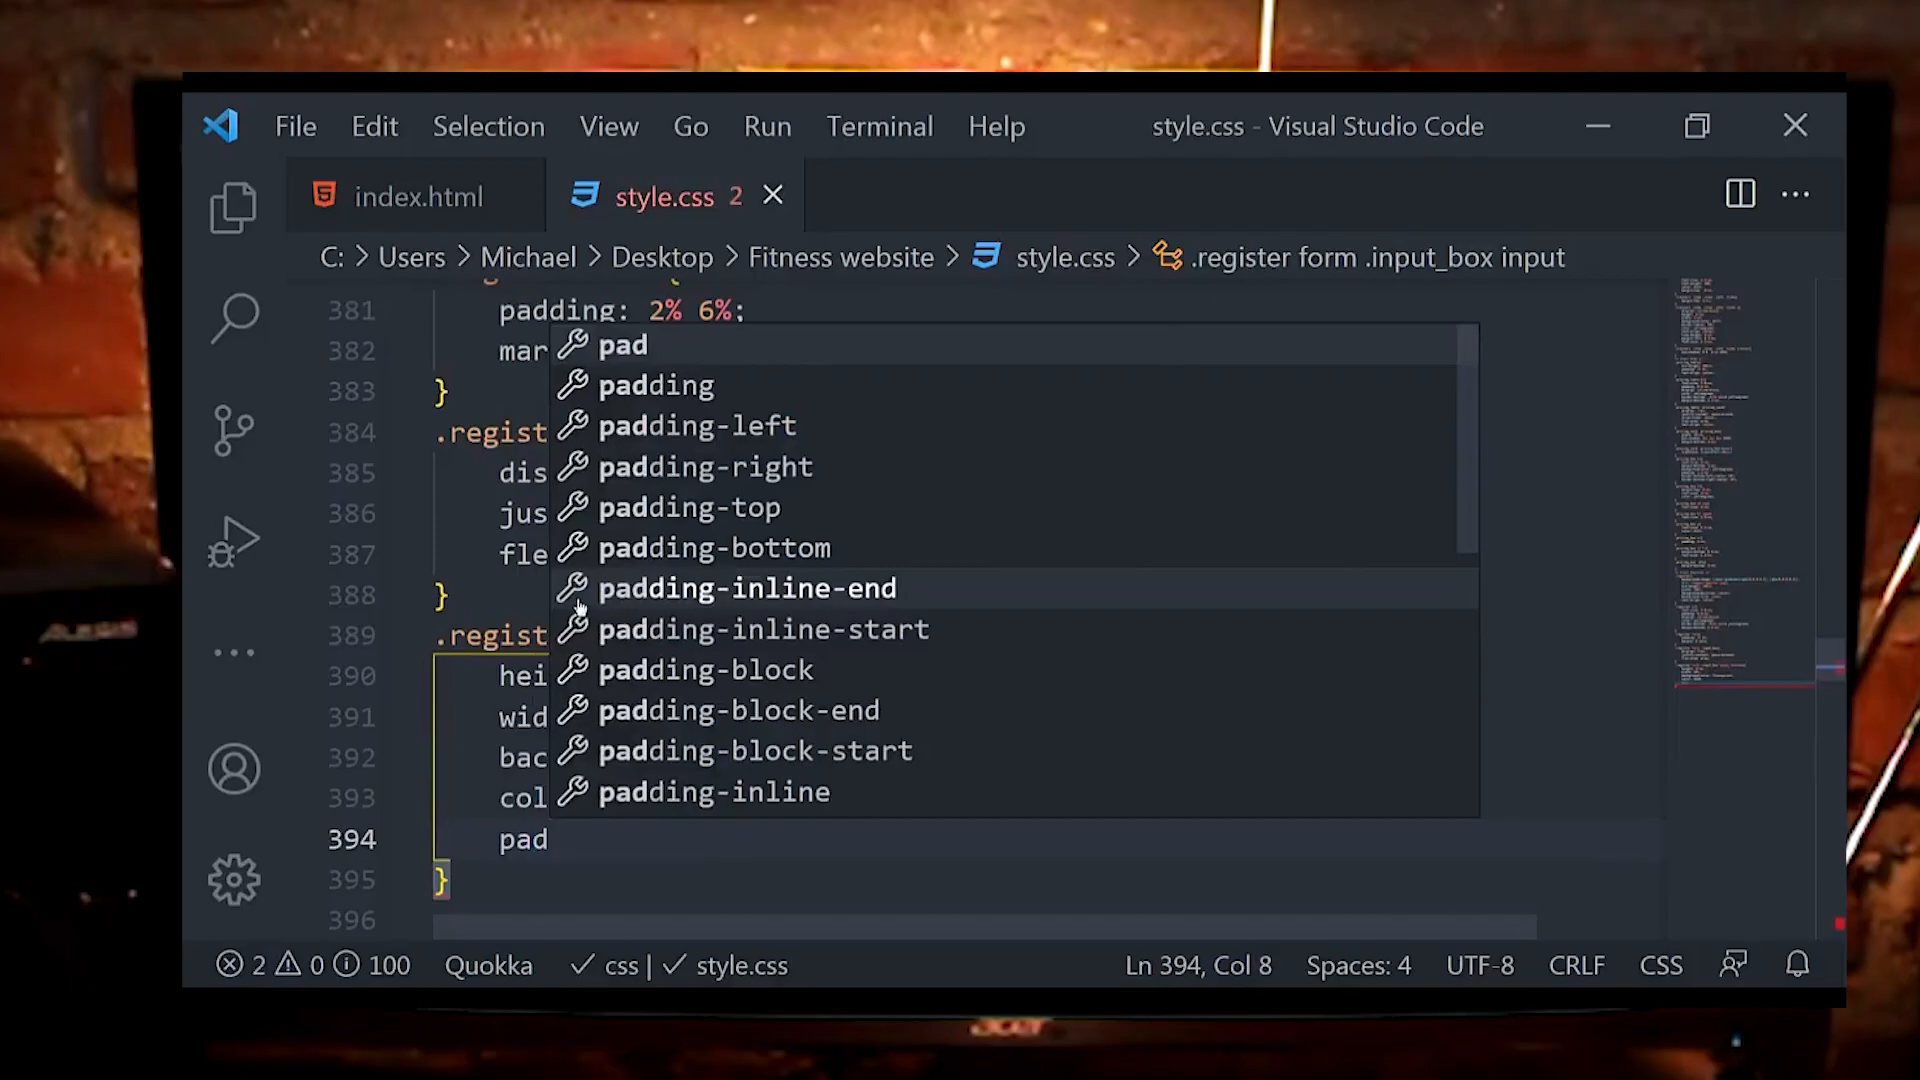 File Edit Selection View Go Run Terminal Help style.css - Visual Studio Code
index.html style.css 2
C: > Users > Michael > Desktop > Fitness website > style.css > .register form .input_box input
381 padding: 2% 6%;
382 mar
383 }
384 .regist
385 dis
386 jus
387 fle
388 }
389 .regist
390 hei
391 wid
392 bac
393 col
394 pad
395 }
396
pad
padding
padding-left
padding-right
padding-top
padding-bottom
padding-inline-end
padding-inline-start
padding-block
padding-block-end
padding-block-start
padding-inline
2 0 100 Quokka ✓ css | ✓ style.css Ln 394, Col 8 Spaces: 4 UTF-8 CRLF CSS
acer